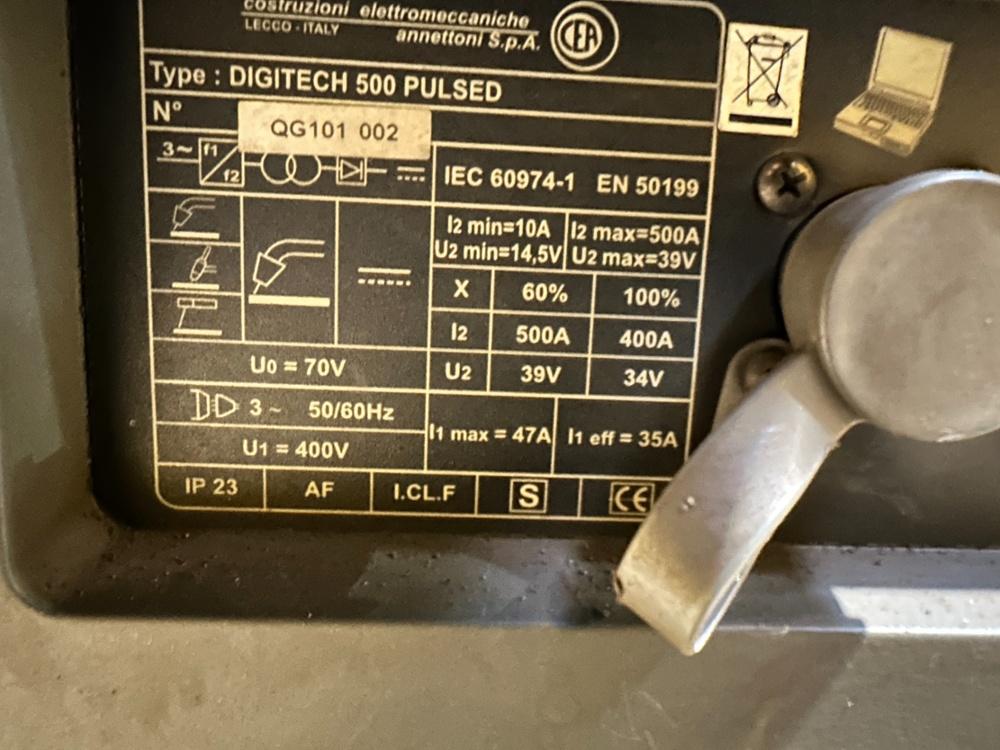 costruzioni elettromeccaniche
LECCO - ITALY annettoni S.p.A.
CEA
Type : DIGITECH 500 PULSED
N°
QG101 002
3~ f1 f2
IEC 60974-1 EN 50199
I2 min=10A I2 max=500A
U2 min=14,5V U2 max=39V
X 60% 100%
I2 500A 400A
U2 39V 34V
U0 = 70V
3 ~ 50/60Hz
U1 = 400V
I1 max = 47A I1 eff = 35A
IP 23 AF I.CL.F S CE